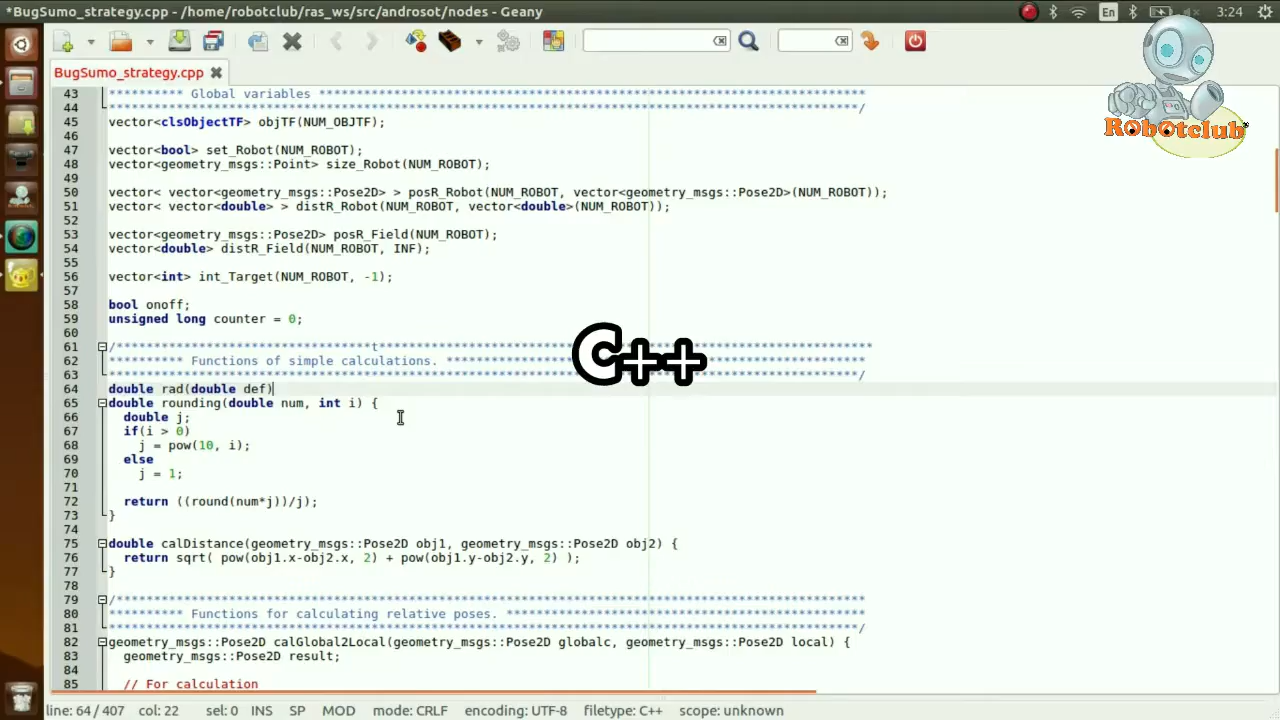 *BugSumo_strategy.cpp - /home/robotclub/ras_ws/src/androsot/nodes - Geany
En
3:24
BugSumo_strategy.cpp
Robotclub
43 ********** Global variables *************************************************************************
44 ****************************************************************************************************/
45 vector<clsObjectTF> objTF(NUM_OBJTF);
46
47 vector<bool> set_Robot(NUM_ROBOT);
48 vector<geometry_msgs::Point> size_Robot(NUM_ROBOT);
49
50 vector< vector<geometry_msgs::Pose2D> > posR_Robot(NUM_ROBOT, vector<geometry_msgs::Pose2D>(NUM_ROBOT));
51 vector< vector<double> > distR_Robot(NUM_ROBOT, vector<double>(NUM_ROBOT));
52
53 vector<geometry_msgs::Pose2D> posR_Field(NUM_ROBOT);
54 vector<double> distR_Field(NUM_ROBOT, INF);
55
56 vector<int> int_Target(NUM_ROBOT, -1);
57
58 bool onoff;
59 unsigned long counter = 0;
60
61 /**********************************t******************************************************************
62 ********** Functions of simple calculations. ********************************************************
63 ****************************************************************************************************/
C++
64 double rad(double def)
65 double rounding(double num, int i) {
66 double j;
67 if(i > 0)
68 j = pow(10, i);
69 else
70 j = 1;
71
72 return ((round(num*j))/j);
73 }
74
75 double calDistance(geometry_msgs::Pose2D obj1, geometry_msgs::Pose2D obj2) {
76 return sqrt( pow(obj1.x-obj2.x, 2) + pow(obj1.y-obj2.y, 2) );
77 }
78
79 /****************************************************************************************************
80 ********** Functions for calculating relative poses. ************************************************
81 ****************************************************************************************************/
82 geometry_msgs::Pose2D calGlobal2Local(geometry_msgs::Pose2D globalc, geometry_msgs::Pose2D local) {
83 geometry_msgs::Pose2D result;
84
85 // For calculation
line: 64 / 407 col: 22 sel: 0 INS SP MOD mode: CRLF encoding: UTF-8 filetype: C++ scope: unknown